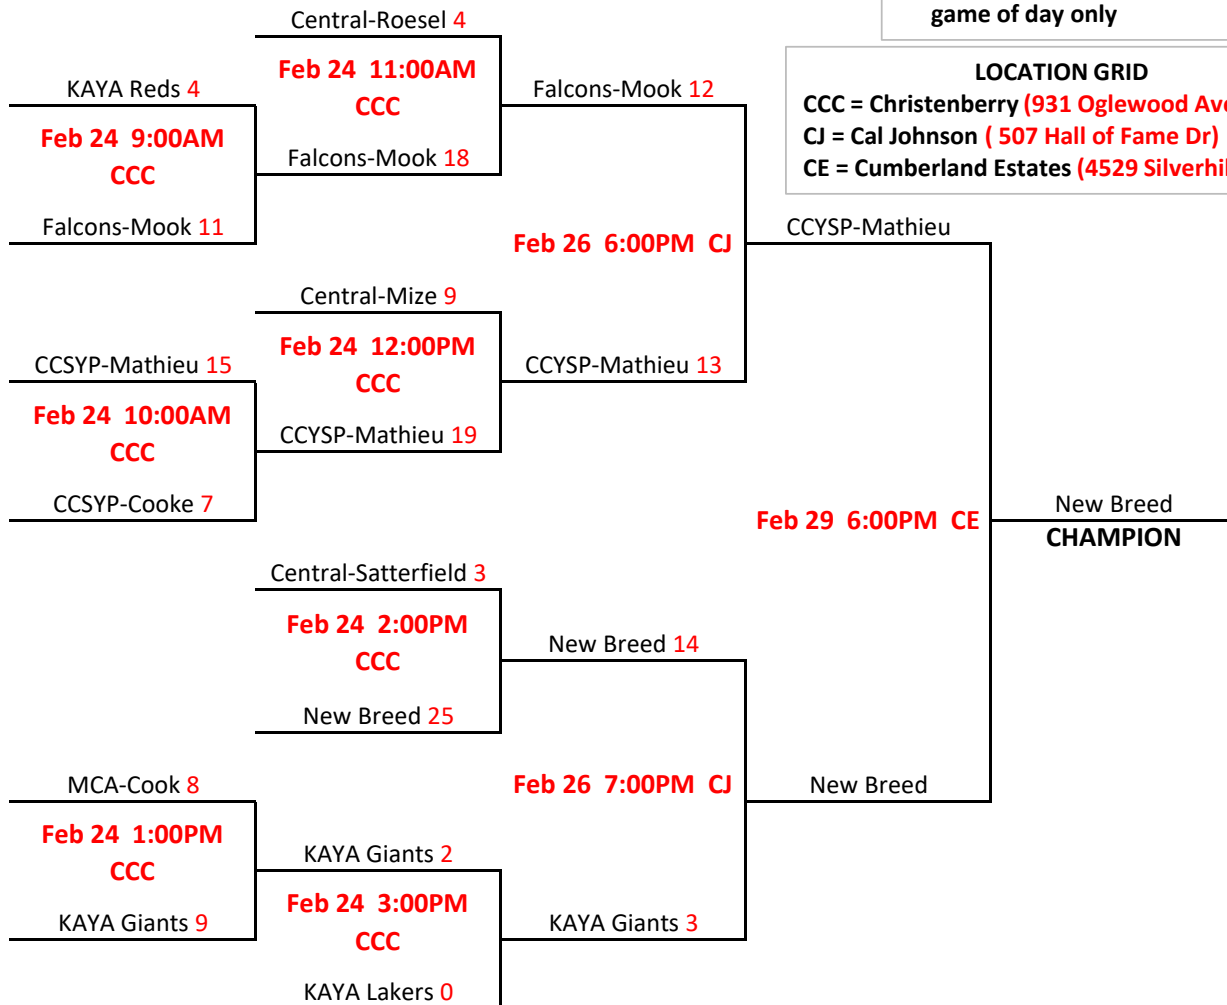 game of day only
LOCATION GRID
CCC = Christenberry (931 Oglewood Ave
CJ = Cal Johnson ( 507 Hall of Fame Dr)
CE = Cumberland Estates (4529 Silverhil
Central-Roesel 4
Feb 24 11:00AM
CCC
Falcons-Mook 18
KAYA Reds 4
Feb 24 9:00AM
CCC
Falcons-Mook 11
Falcons-Mook 12
Feb 26 6:00PM CJ
CCYSP-Mathieu 13
CCYSP-Mathieu
Central-Mize 9
Feb 24 12:00PM
CCC
CCYSP-Mathieu 19
CCSYP-Mathieu 15
Feb 24 10:00AM
CCC
CCSYP-Cooke 7
Feb 29 6:00PM CE
New Breed
CHAMPION
Central-Satterfield 3
Feb 24 2:00PM
CCC
New Breed 25
New Breed 14
Feb 26 7:00PM CJ
KAYA Giants 3
New Breed
MCA-Cook 8
Feb 24 1:00PM
CCC
KAYA Giants 9
KAYA Giants 2
Feb 24 3:00PM
CCC
KAYA Lakers 0